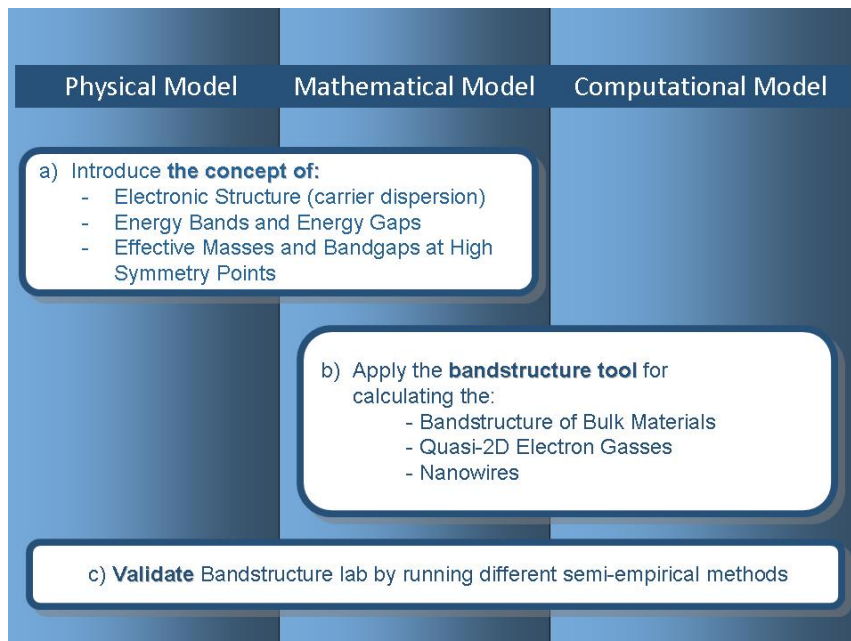 Physical Model
Mathematical Model
Computational Model
a) Introduce the concept of:
- Electronic Structure (carrier dispersion)
- Energy Bands and Energy Gaps
- Effective Masses and Bandgaps at High
Symmetry Points
b) Apply the bandstructure tool for
calculating the:
- Bandstructure of Bulk Materials
- Quasi-2D Electron Gasses
- Nanowires
c) Validate Bandstructure lab by running different semi-empirical methods